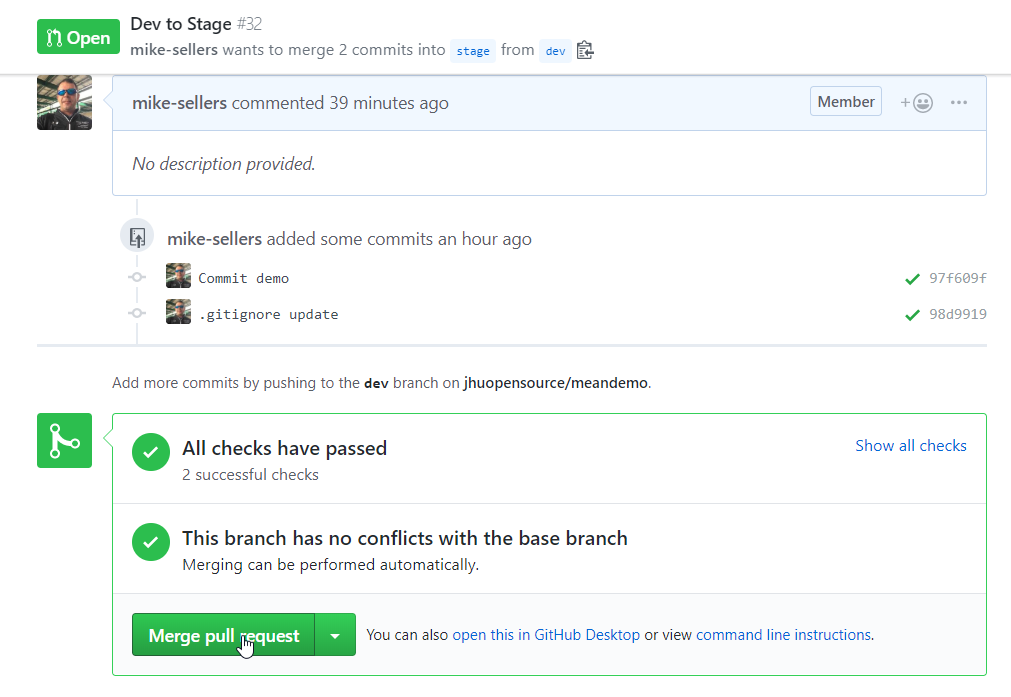 Open
Dev to Stage #32
mike-sellers wants to merge 2 commits into stage from dev
mike-sellers commented 39 minutes ago
Member
No description provided.
mike-sellers added some commits an hour ago
Commit demo 97f609f
.gitignore update 98d9919
Add more commits by pushing to the dev branch on jhuopensource/meandemo.
All checks have passed
Show all checks
2 successful checks
This branch has no conflicts with the base branch
Merging can be performed automatically.
Merge pull request
You can also open this in GitHub Desktop or view command line instructions.